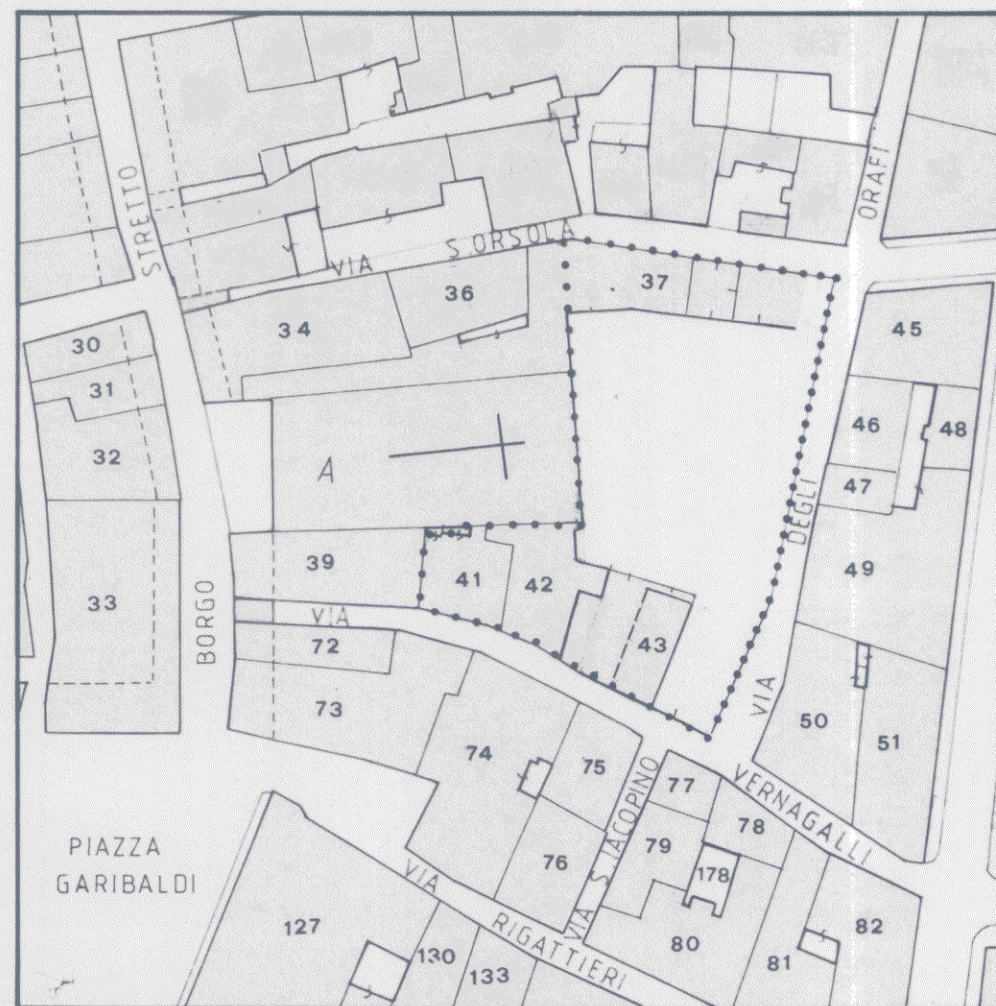 STRETTO
ORAFI
VIA
S.ORSOLA
36
37
34
30
45
31
46
48
32
A
47
DEGLI
39
41
42
49
33
VIA
43
BORGO
72
VIA
73
50
51
74
75
77
VERNAGALLI
78
VIA S. IACOPINO
PIAZZA
GARIBALDI
76
79
178
VIA
RIGATTIERI
127
130
133
80
81
82